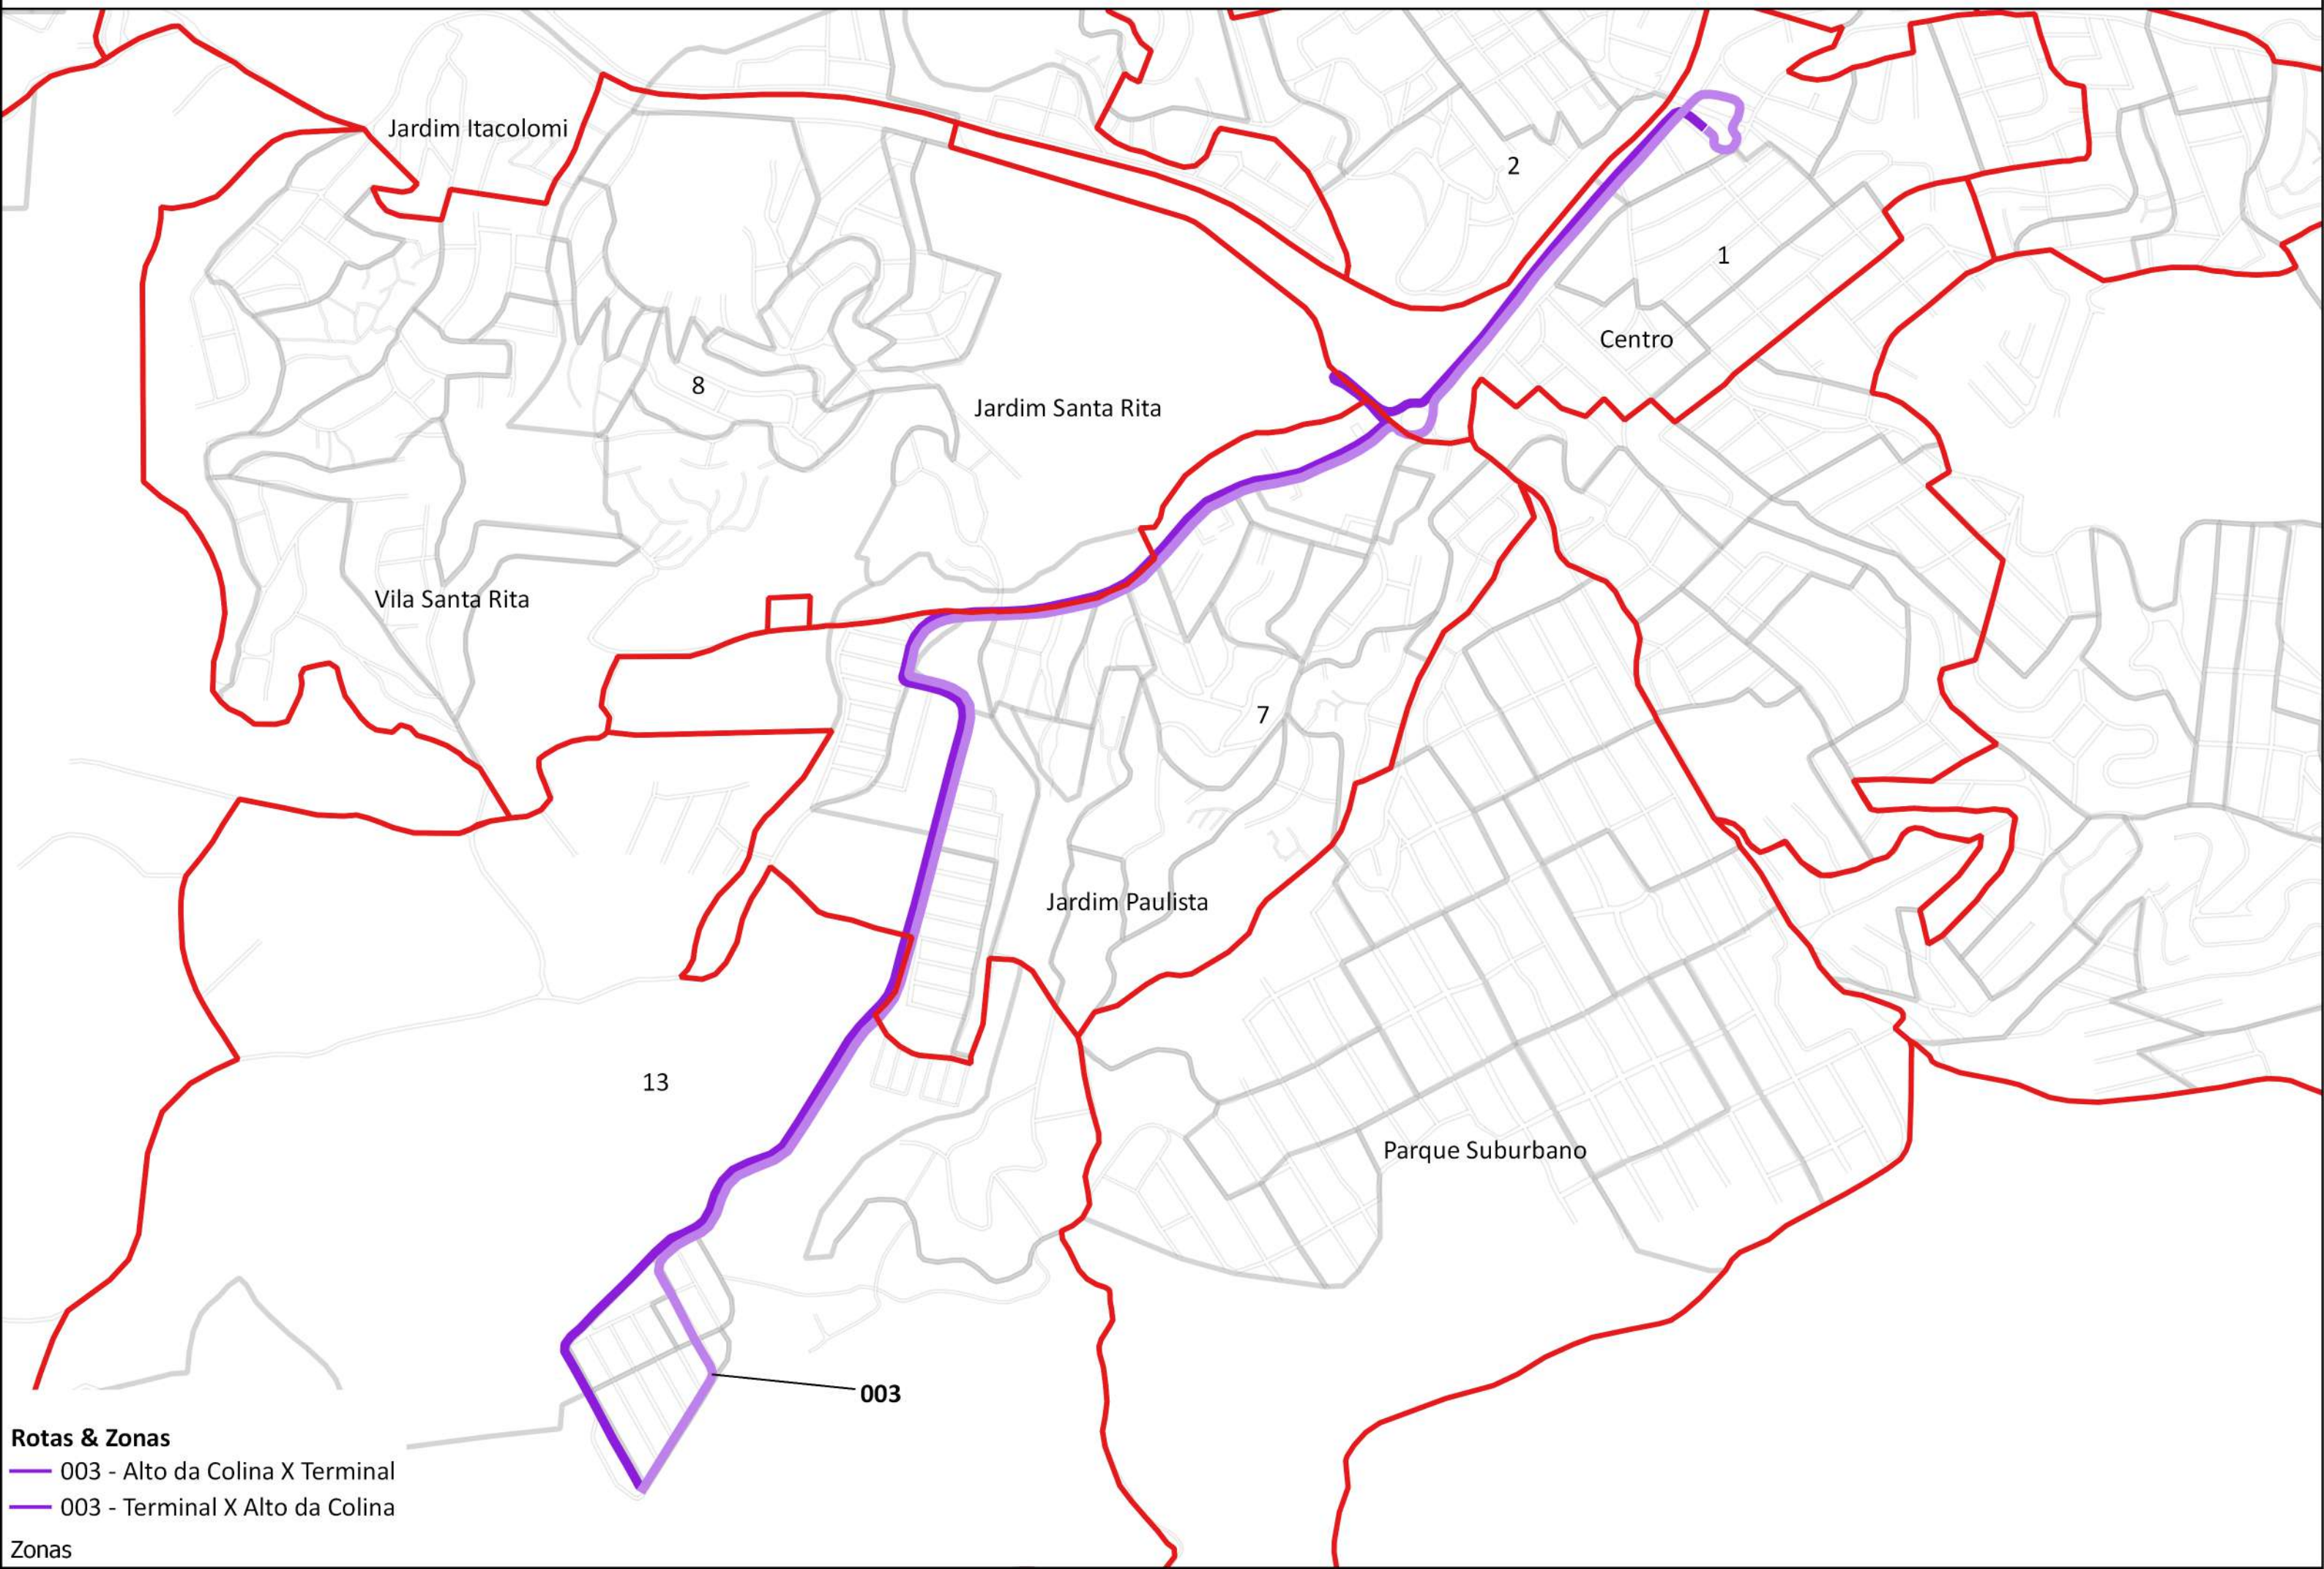 Jardim Itacolomi
2
1
Centro
8
Jardim Santa Rita
Vila Santa Rita
7
Jardim Paulista
13
Parque Suburbano
003
Rotas & Zonas
003 - Alto da Colina X Terminal
003 - Terminal X Alto da Colina
Zonas